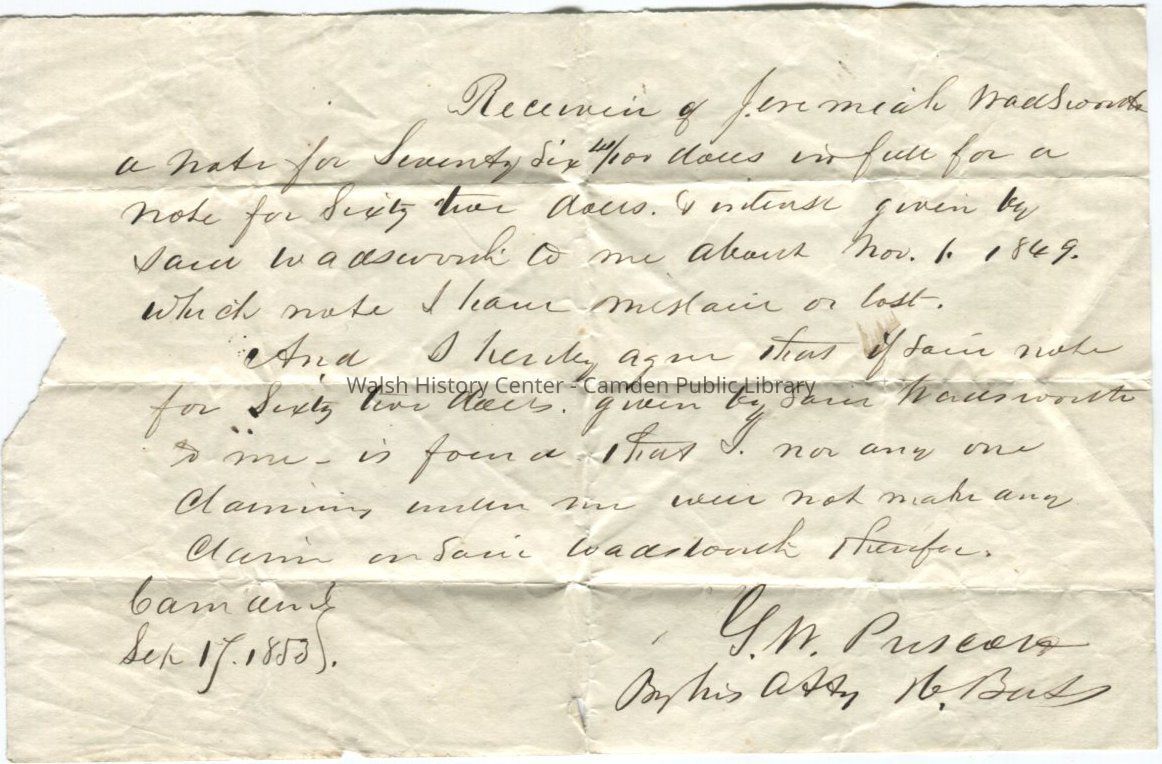 Received of Jeremiah Wadsworth
a note for Seventy Six 41/100 dolls in full for a
note for Sixty two dolls. & interest given by
said Wadsworth to me about Nov. 1. 1849.
which note I have mislaid or lost.
And I hereby agree that if said note
Walsh History Center - Camden Public Library
for Sixty two dolls. given by said Wadsworth
to me - is found that I. nor any one
claiming under me will not make any
claim on said Wadsworth therefor.
Camden
Sep 17. 1853.
G. W. Prescott
By his Atty N. Butts